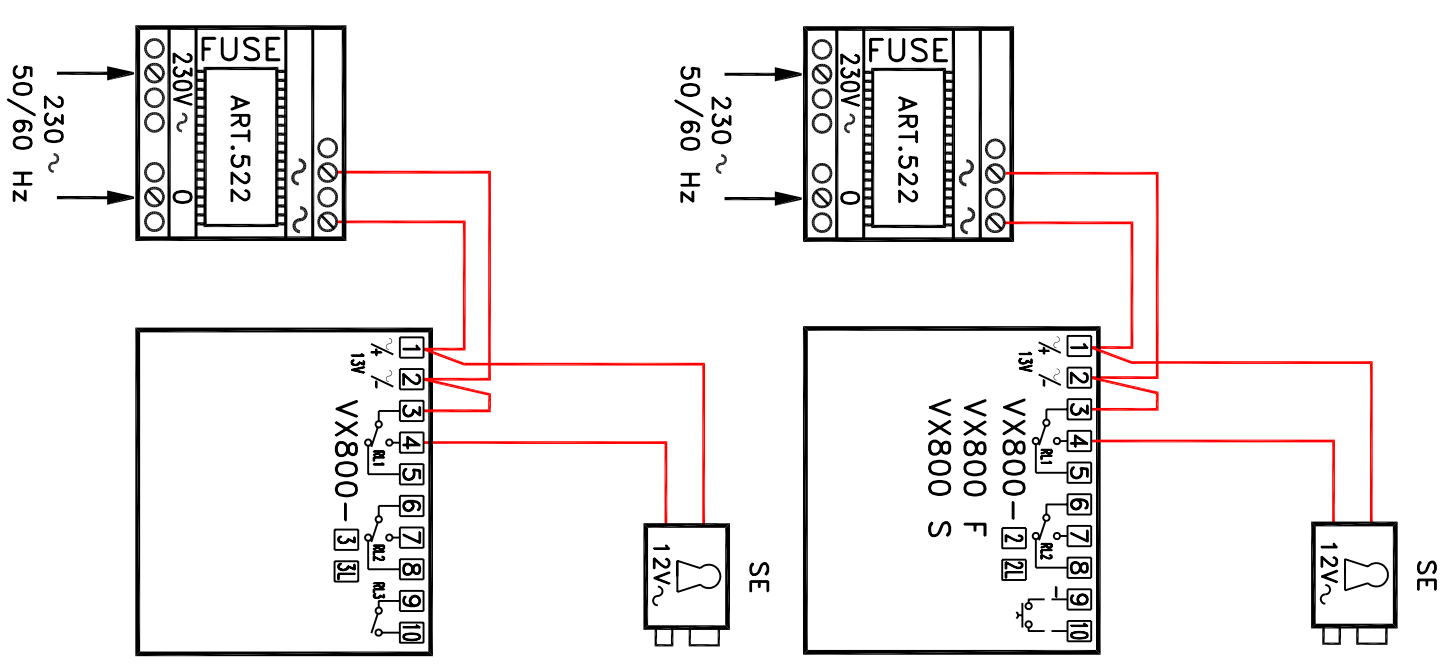 FUSE
230V ~
0
ART.522
~
~
230 ~
50/60 Hz
1
2
3
4
5
6
7
8
9
10
~/+
13V
~/-
RL1
RL2
RL3
VX800-
3
3L
12V~
SE
FUSE
230V ~
0
ART.522
~
~
230 ~
50/60 Hz
1
2
3
4
5
6
7
8
9
10
~/+
13V
~/-
RL1
RL2
-
VX800-
2
2L
VX800 F
VX800 S
12V~
SE